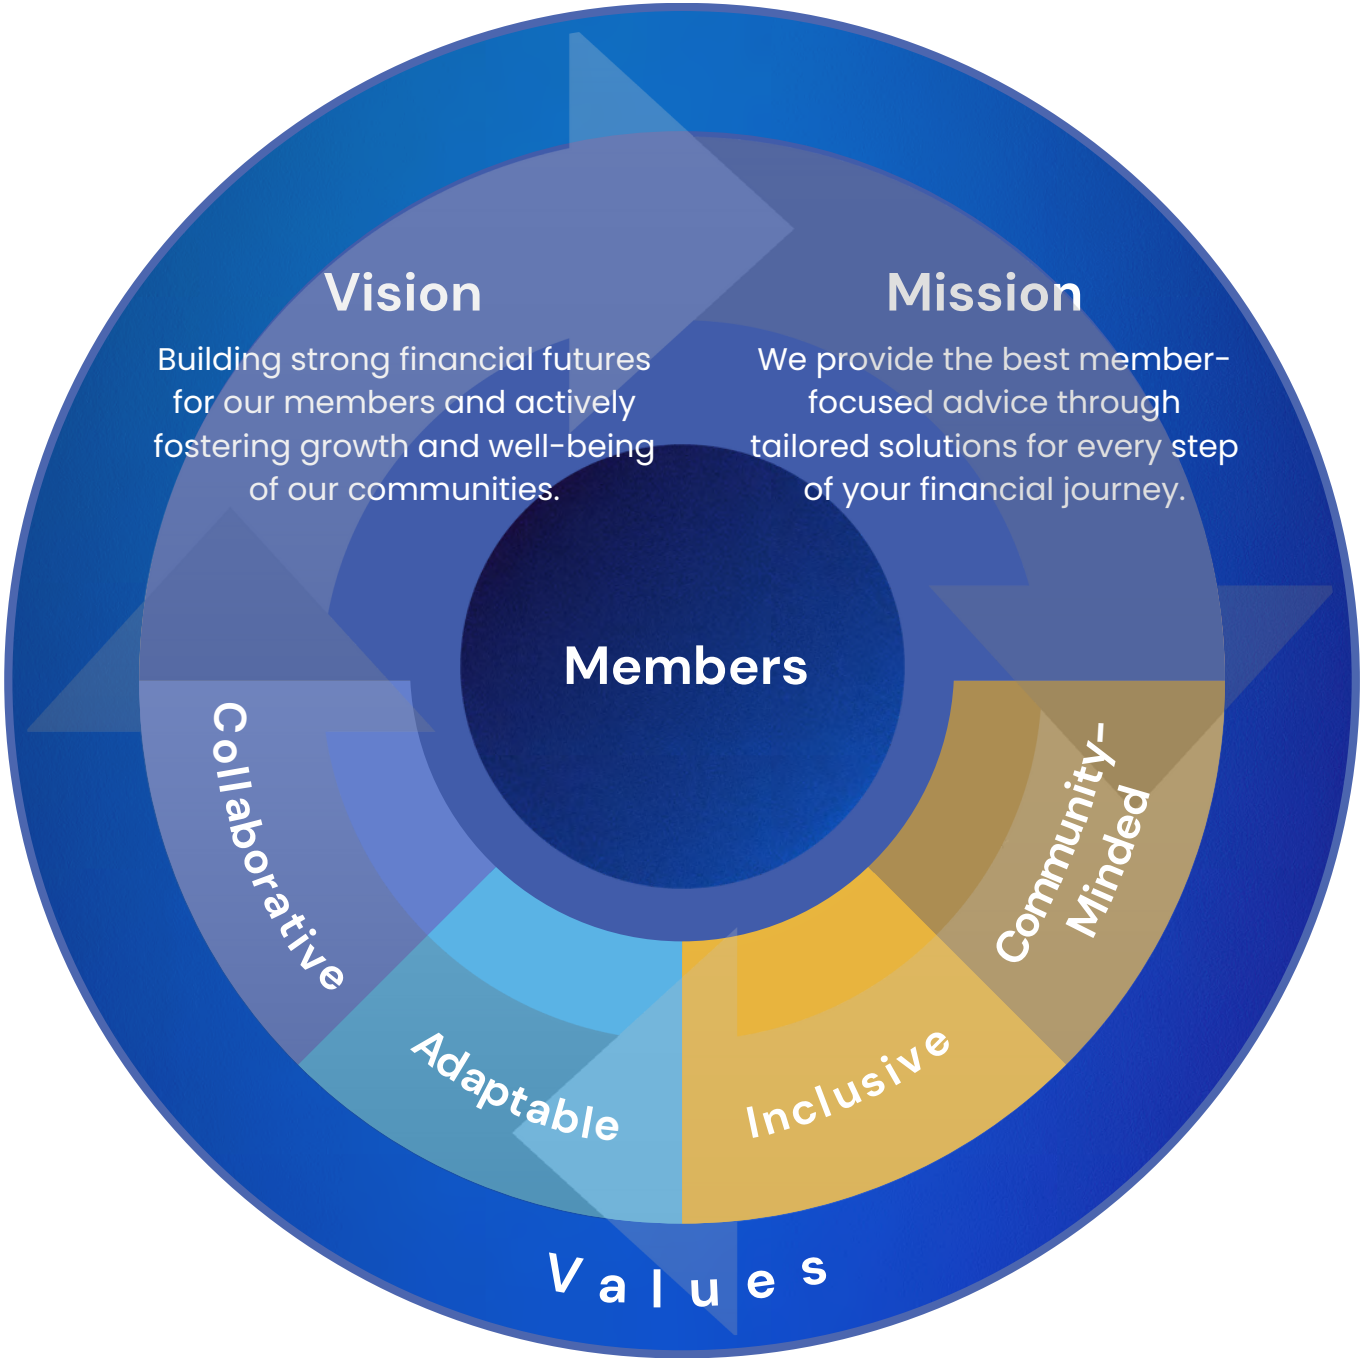 Vision
Building strong financial futures
for our members and actively
fostering growth and well-being
of our communities.
Mission
We provide the best member-
focused advice through
tailored solutions for every step
of your financial journey.
Members
Collaborative
Adaptable
Inclusive
Community-
Minded
Values